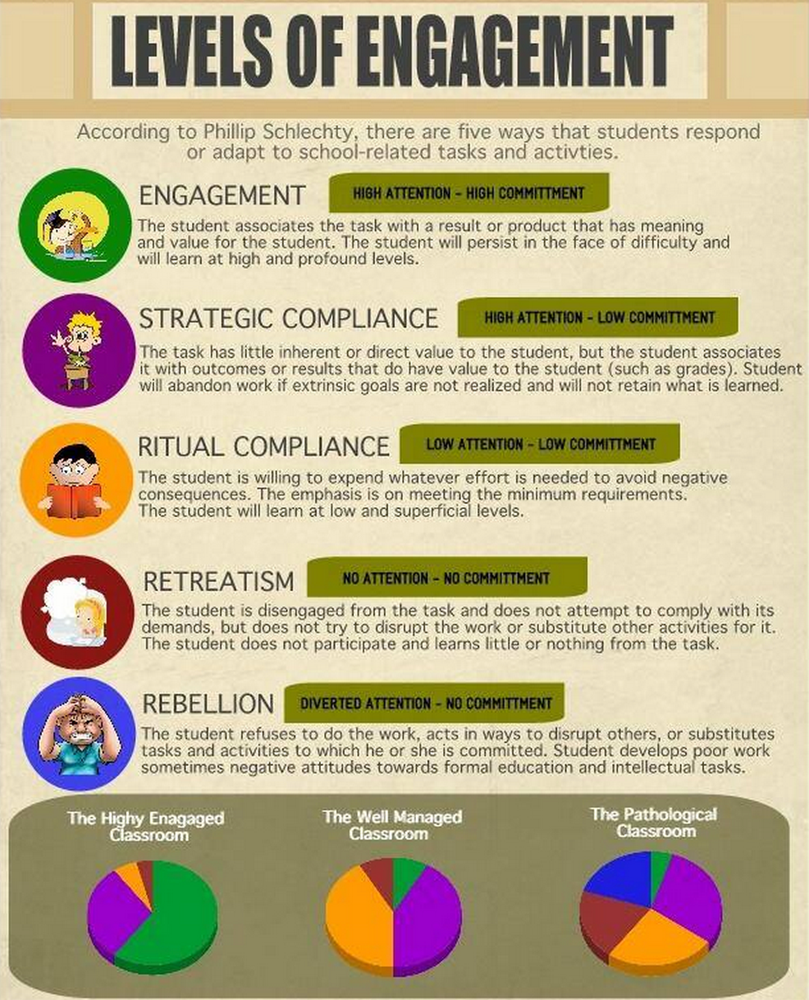 LEVELS OF ENGAGEMENT
According to Phillip Schlechty, there are five ways that students respond
or adapt to school-related tasks and activties.
ENGAGEMENT
HIGH ATTENTION - HIGH COMMITTMENT
The student associates the task with a result or product that has meaning
and value for the student. The student will persist in the face of difficulty and
will learn at high and profound levels.
STRATEGIC COMPLIANCE
HIGH ATTENTION - LOW COMMITTMENT
The task has little inherent or direct value to the student, but the student associates
it with outcomes or results that do have value to the student (such as grades). Student
will abandon work if extrinsic goals are not realized and will not retain what is learned.
RITUAL COMPLIANCE
LOW ATTENTION - LOW COMMITTMENT
The student is willing to expend whatever effort is needed to avoid negative
consequences. The emphasis is on meeting the minimum requirements.
The student will learn at low and superficial levels.
RETREATISM
NO ATTENTION - NO COMMITTMENT
The student is disengaged from the task and does not attempt to comply with its
demands, but does not try to disrupt the work or substitute other activities for it.
The student does not participate and learns little or nothing from the task.
REBELLION
DIVERTED ATTENTION - NO COMMITTMENT
The student refuses to do the work, acts in ways to disrupt others, or substitutes
tasks and activities to which he or she is committed. Student develops poor work
sometimes negative attitudes towards formal education and intellectual tasks.
The Highy Enagaged
Classroom
The Well Managed
Classroom
The Pathological
Classroom